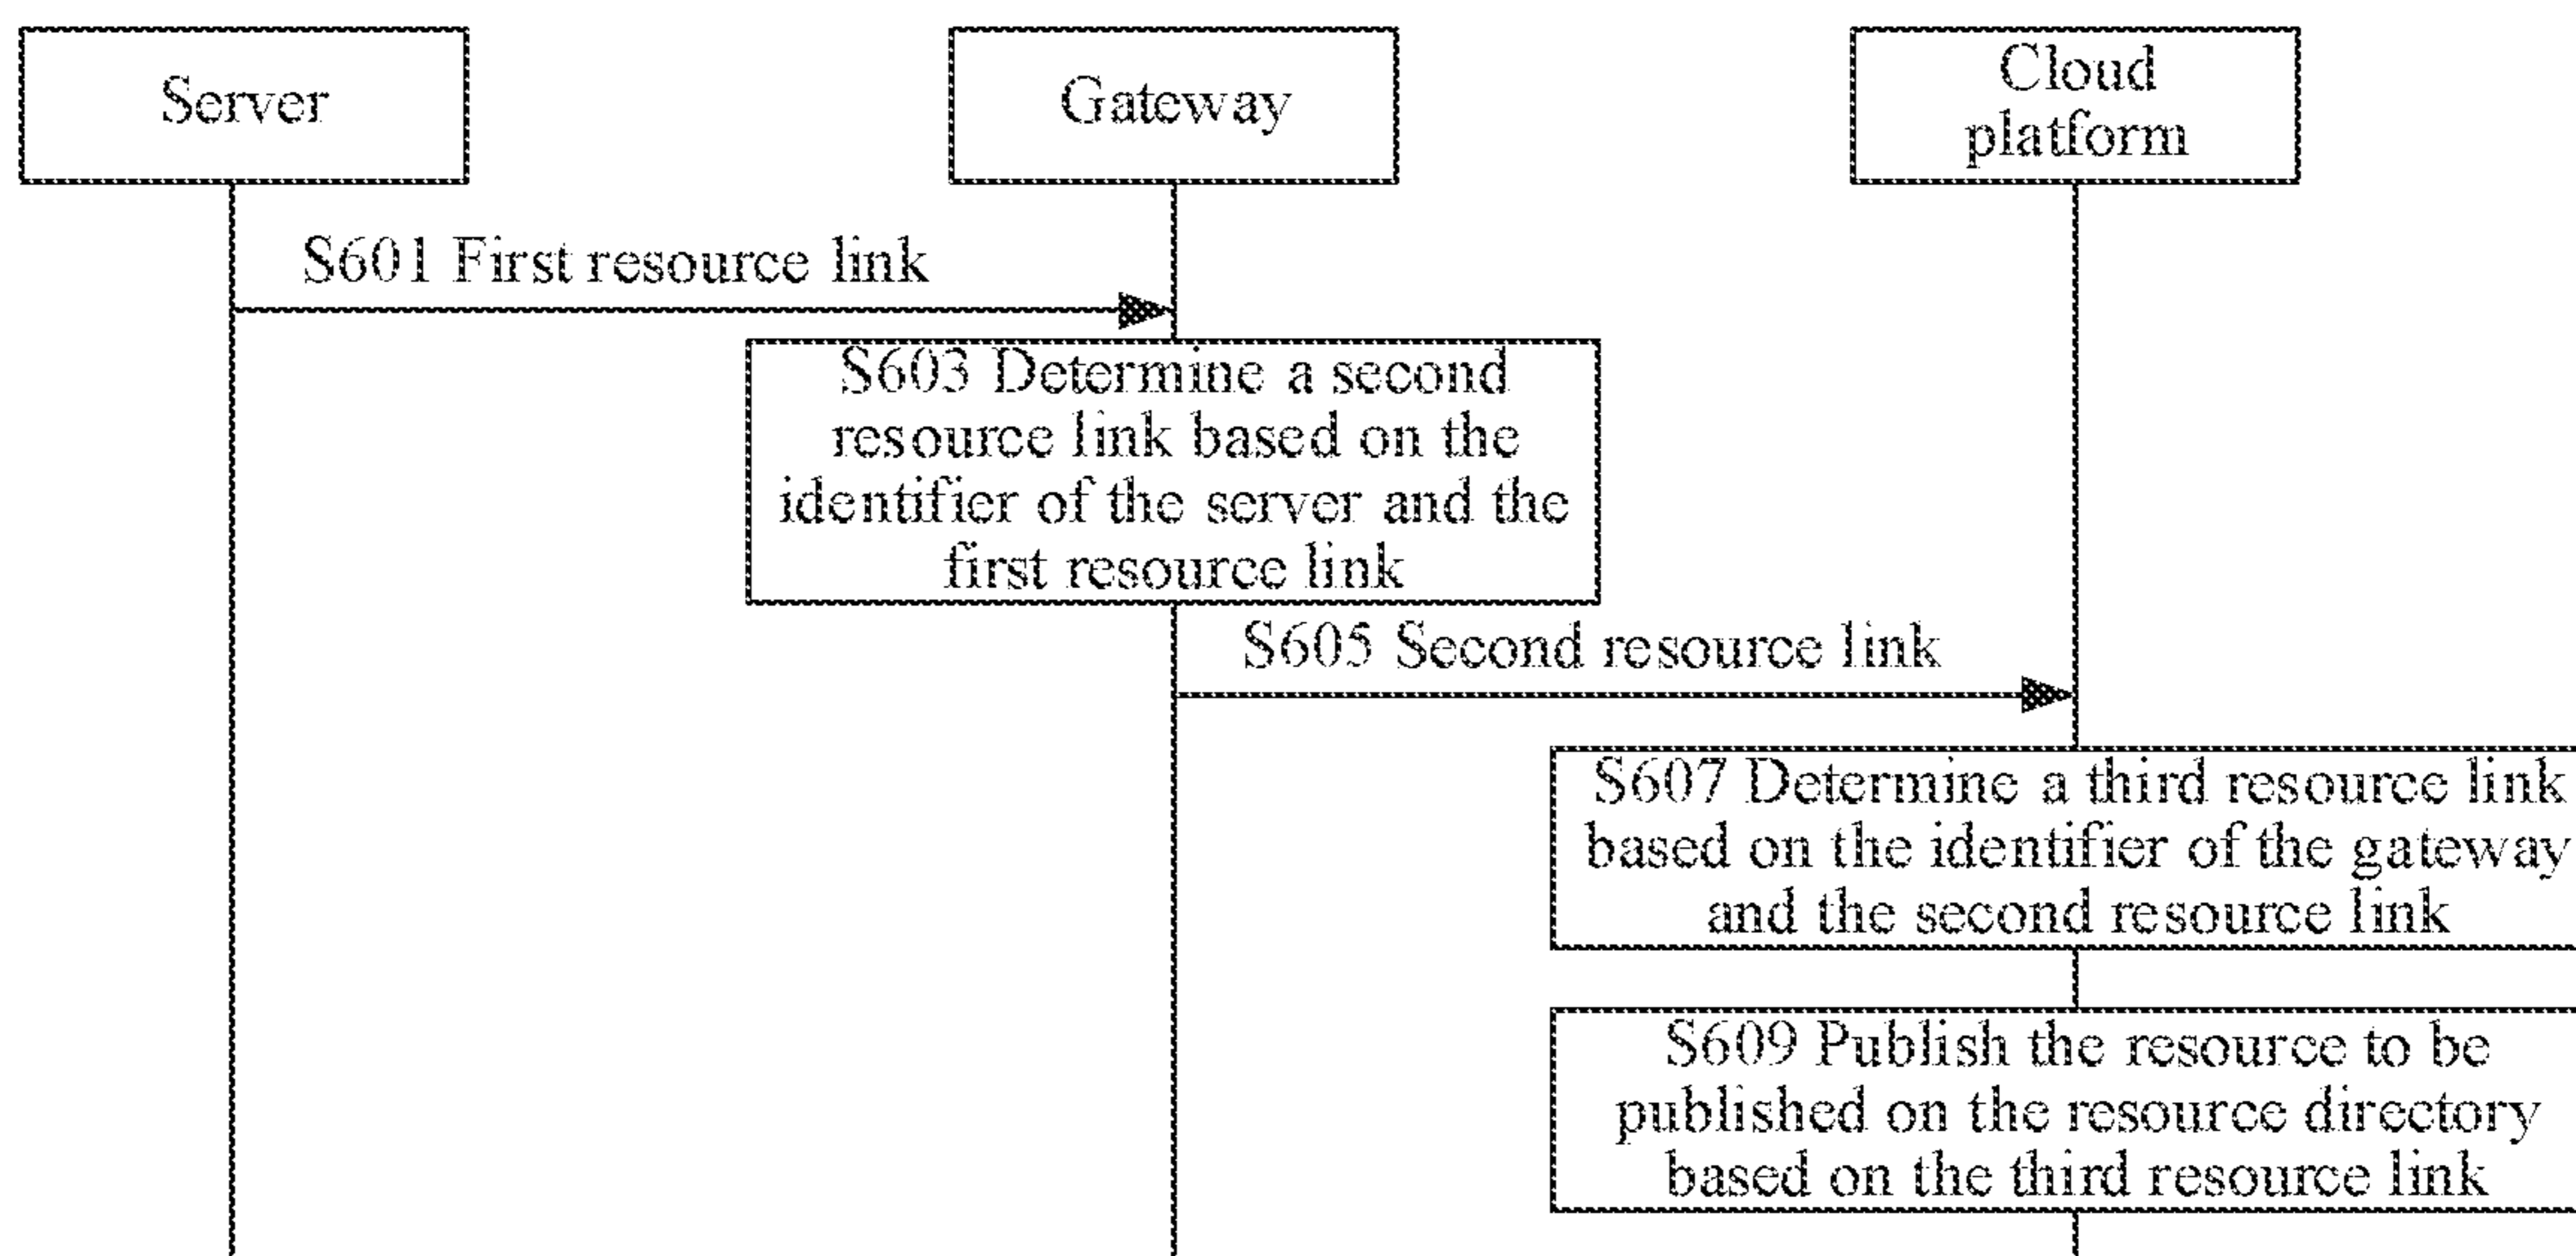 Server
Gateway
Cloud
platform
S601 First resource link
S603 Determine a second
resource link based on the
identifier of the server and the
first resource link
S605 Second resource link
S607 Determine a third resource link
based on the identifier of the gateway
and the second resource link
S609 Publish the resource to be
published on the resource directory
based on the third resource link